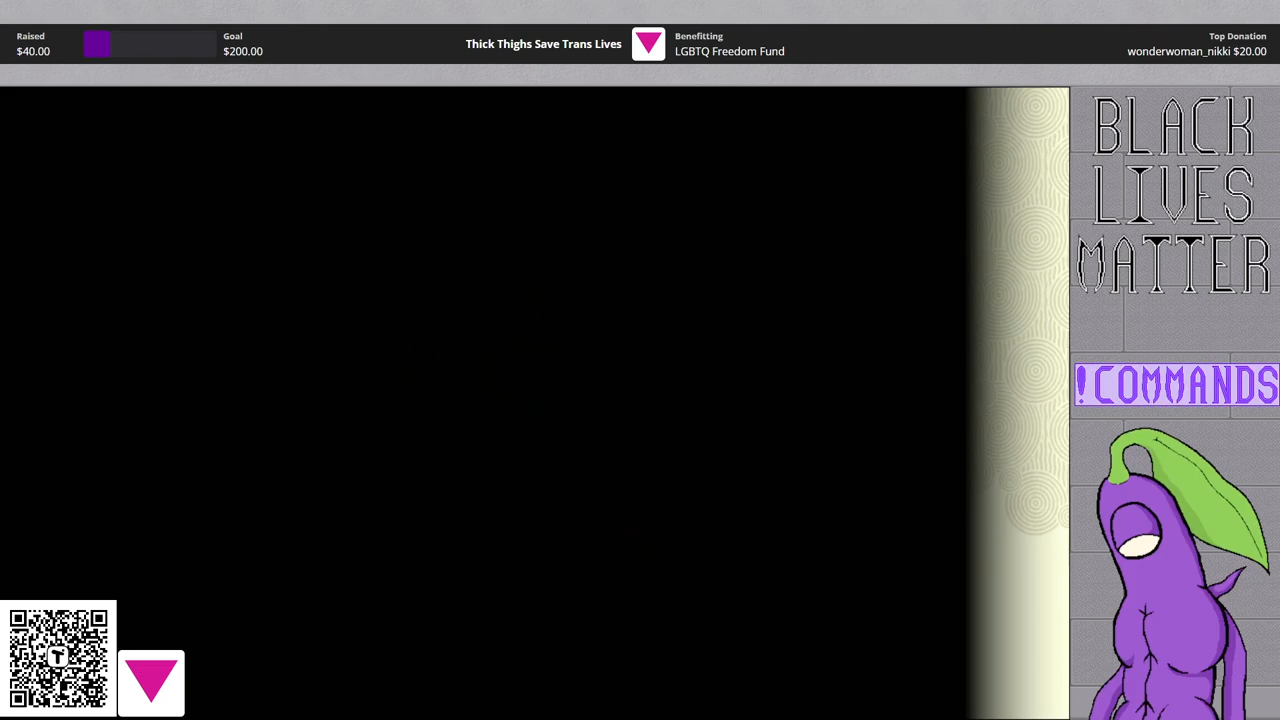 Raised
$40.00
Goal
$200.00
Thick Thighs Save Trans Lives
Benefitting
LGBTQ Freedom Fund
Top Donation
wonderwoman_nikki $20.00
BLACK
LIVES
MATTER
!COMMANDS
T